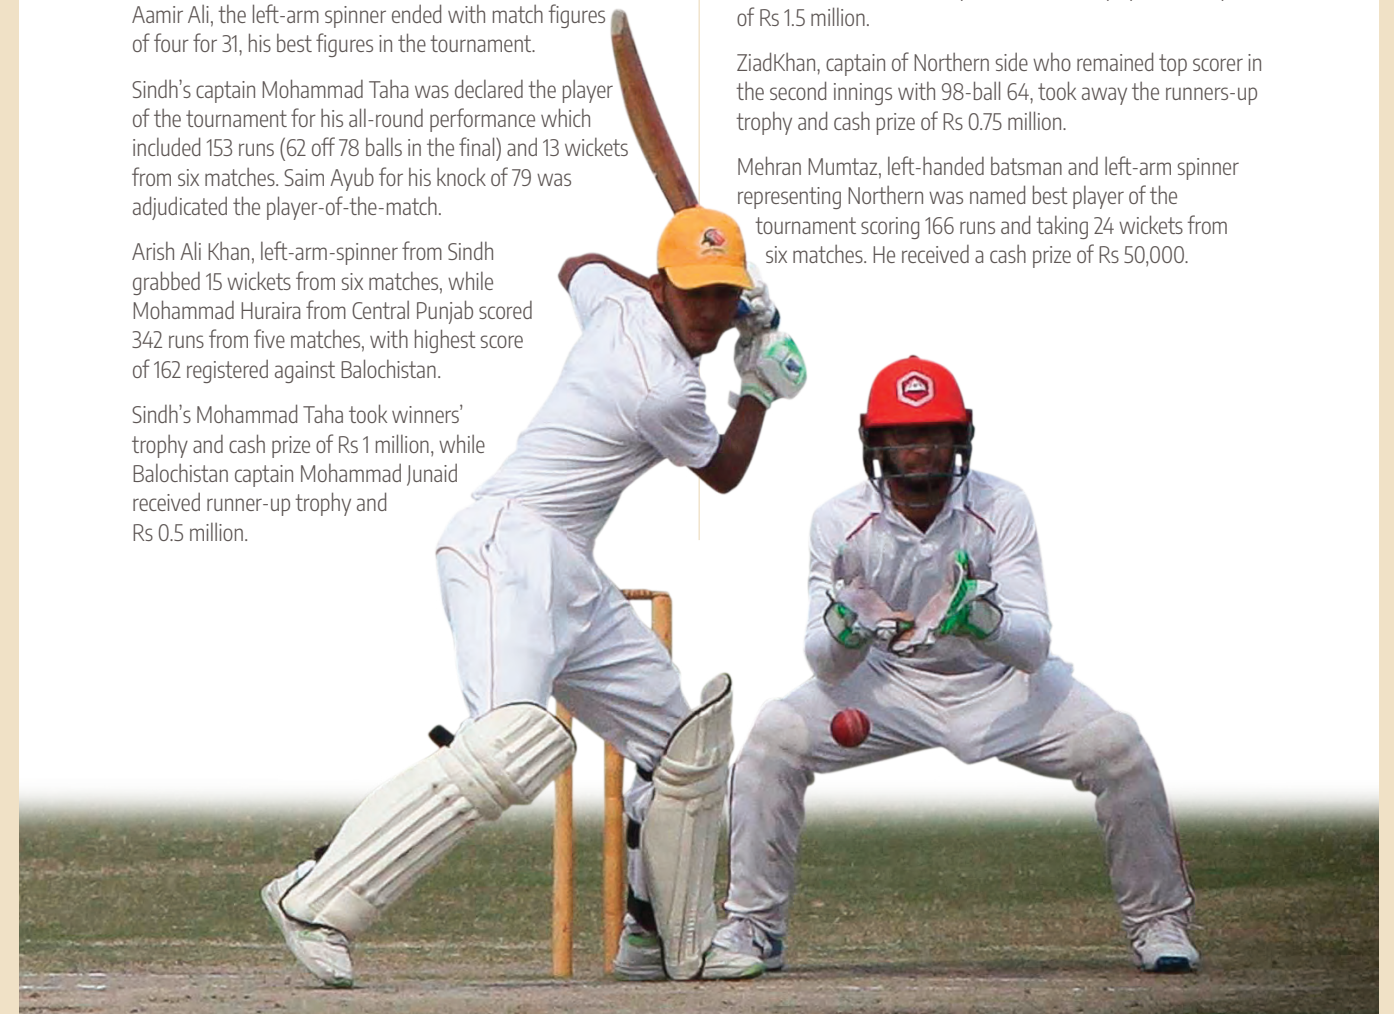 Aamir Ali, the left-arm spinner ended with match figures
of four for 31, his best figures in the tournament.
Sindh's captain Mohammad Taha was declared the player
of the tournament for his all-round performance which
included 153 runs (62 off 78 balls in the final) and 13 wickets
from six matches. Saim Ayub for his knock of 79 was
adjudicated the player-of-the-match.
Arish Ali Khan, left-arm-spinner from Sindh
grabbed 15 wickets from six matches, while
Mohammad Huraira from Central Punjab scored
342 runs from five matches, with highest score
of 162 registered against Balochistan.
Sindh's Mohammad Taha took winners'
trophy and cash prize of Rs 1 million, while
Balochistan captain Mohammad Junaid
received runner-up trophy and
Rs 0.5 million.
of Rs 1.5 million.
ZiadKhan, captain of Northern side who remained top scorer in
the second innings with 98-ball 64, took away the runners-up
trophy and cash prize of Rs 0.75 million.
Mehran Mumtaz, left-handed batsman and left-arm spinner
representing Northern was named best player of the
tournament scoring 166 runs and taking 24 wickets from
six matches. He received a cash prize of Rs 50,000.